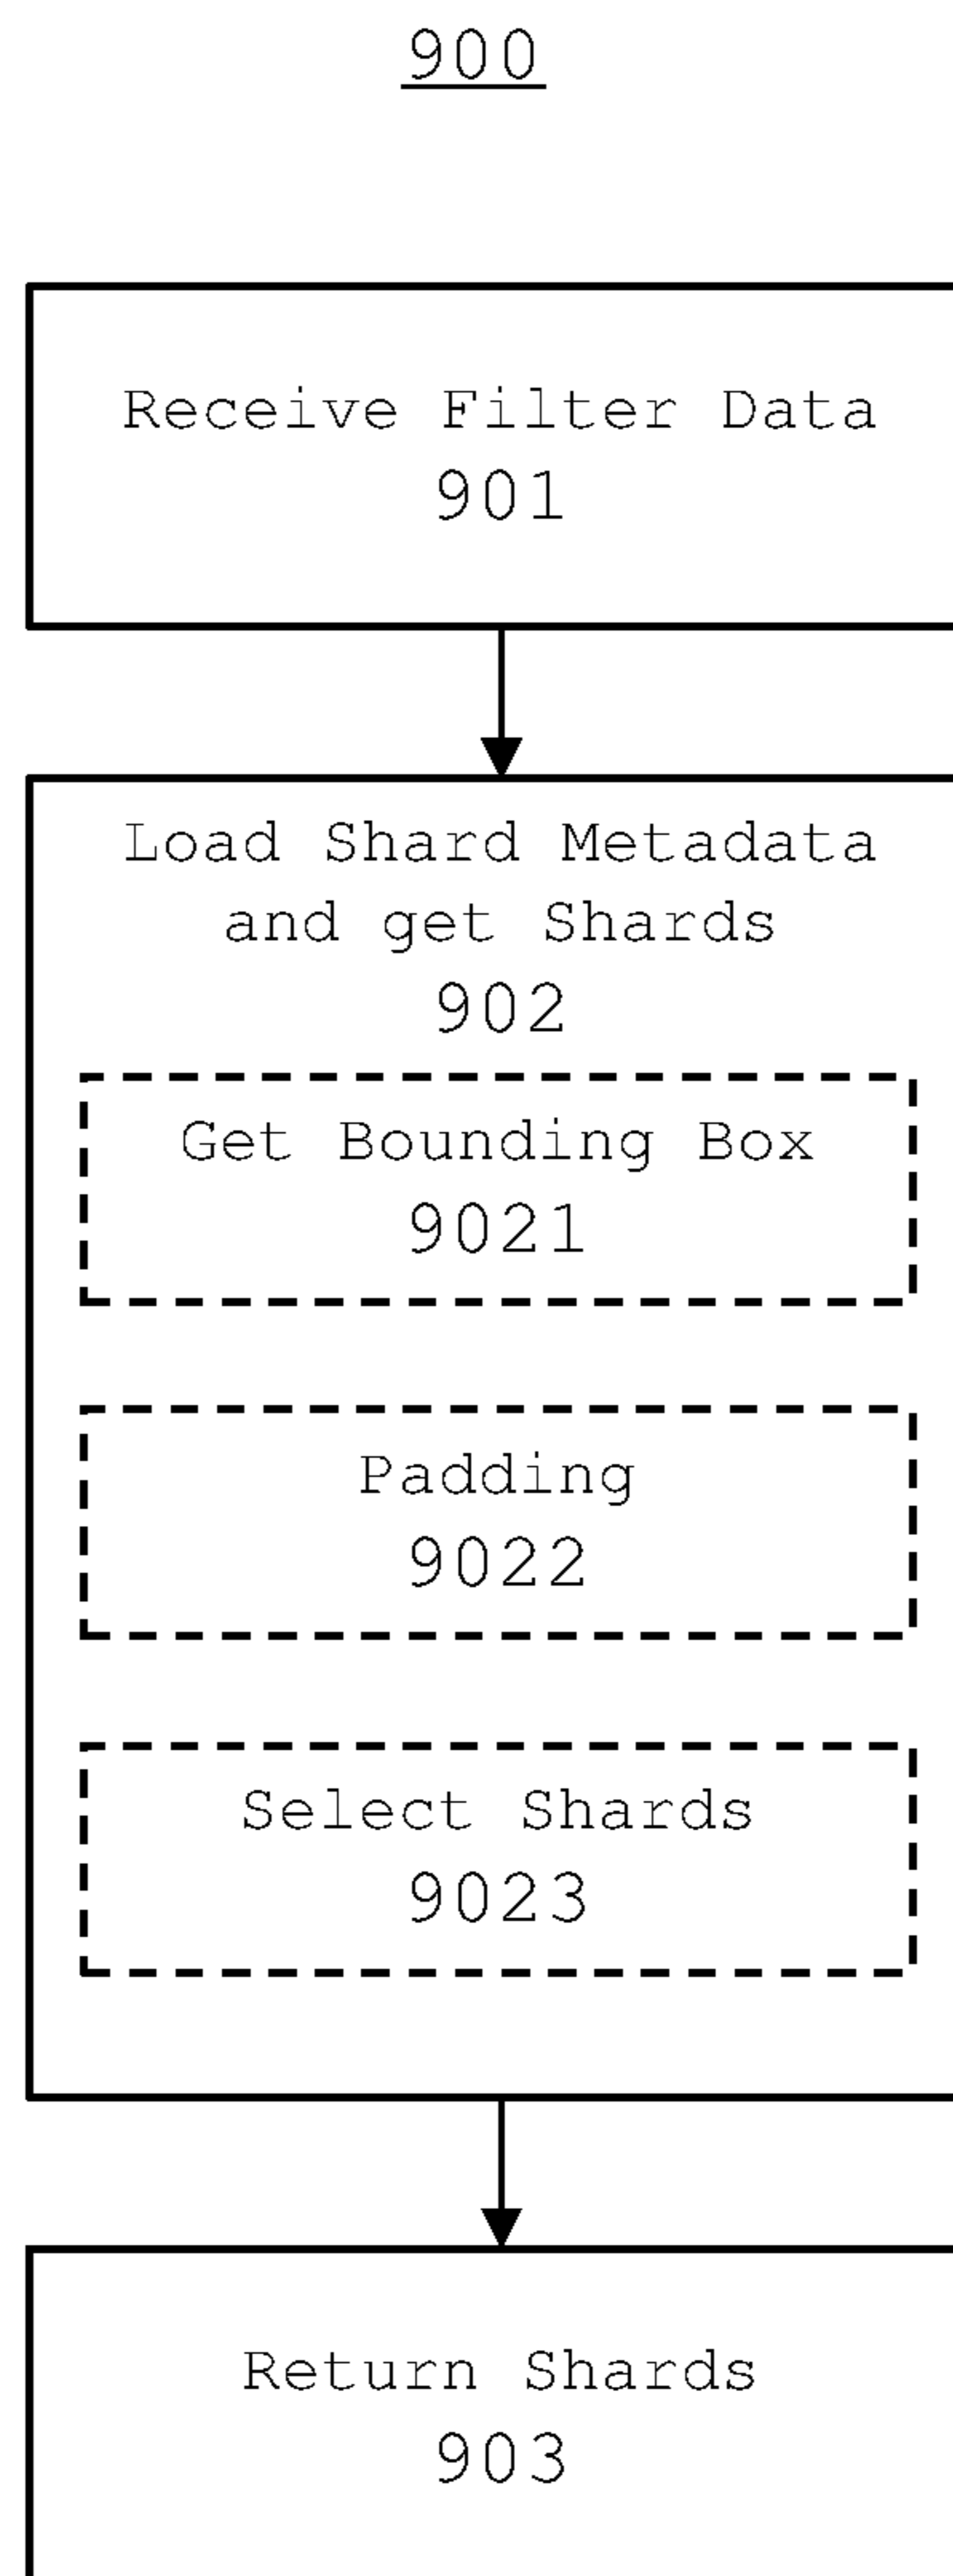 900
Receive Filter Data
901
Load Shard Metadata
and get Shards
902
Get Bounding Box
9021
Padding
9022
Select Shards
9023
Return Shards
903